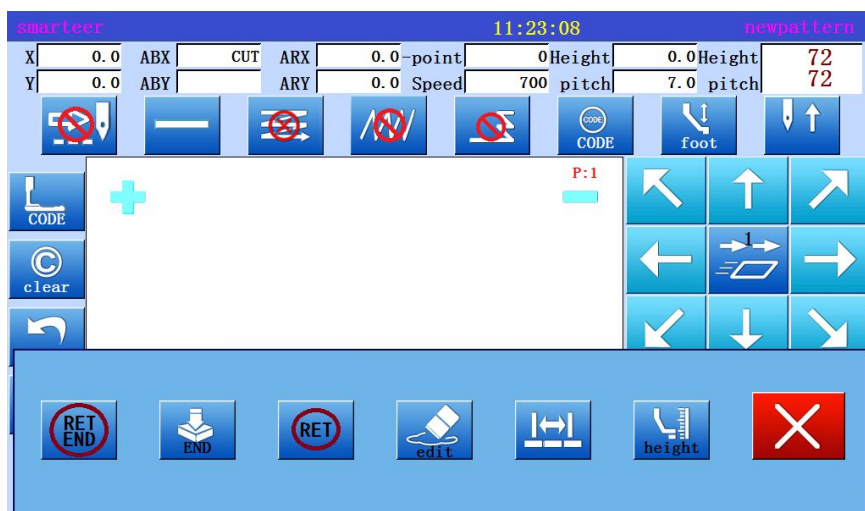 smarteer 11:23:08 newpattern
X 0.0 ABX CUT ARX 0.0 -point 0 Height 0.0 Height 72
Y 0.0 ABY ARY 0.0 Speed 700 pitch 7.0 pitch 72
CODE
CODE foot
P:1
CODE
1
C
clear
RET
END
END
RET
edit
height